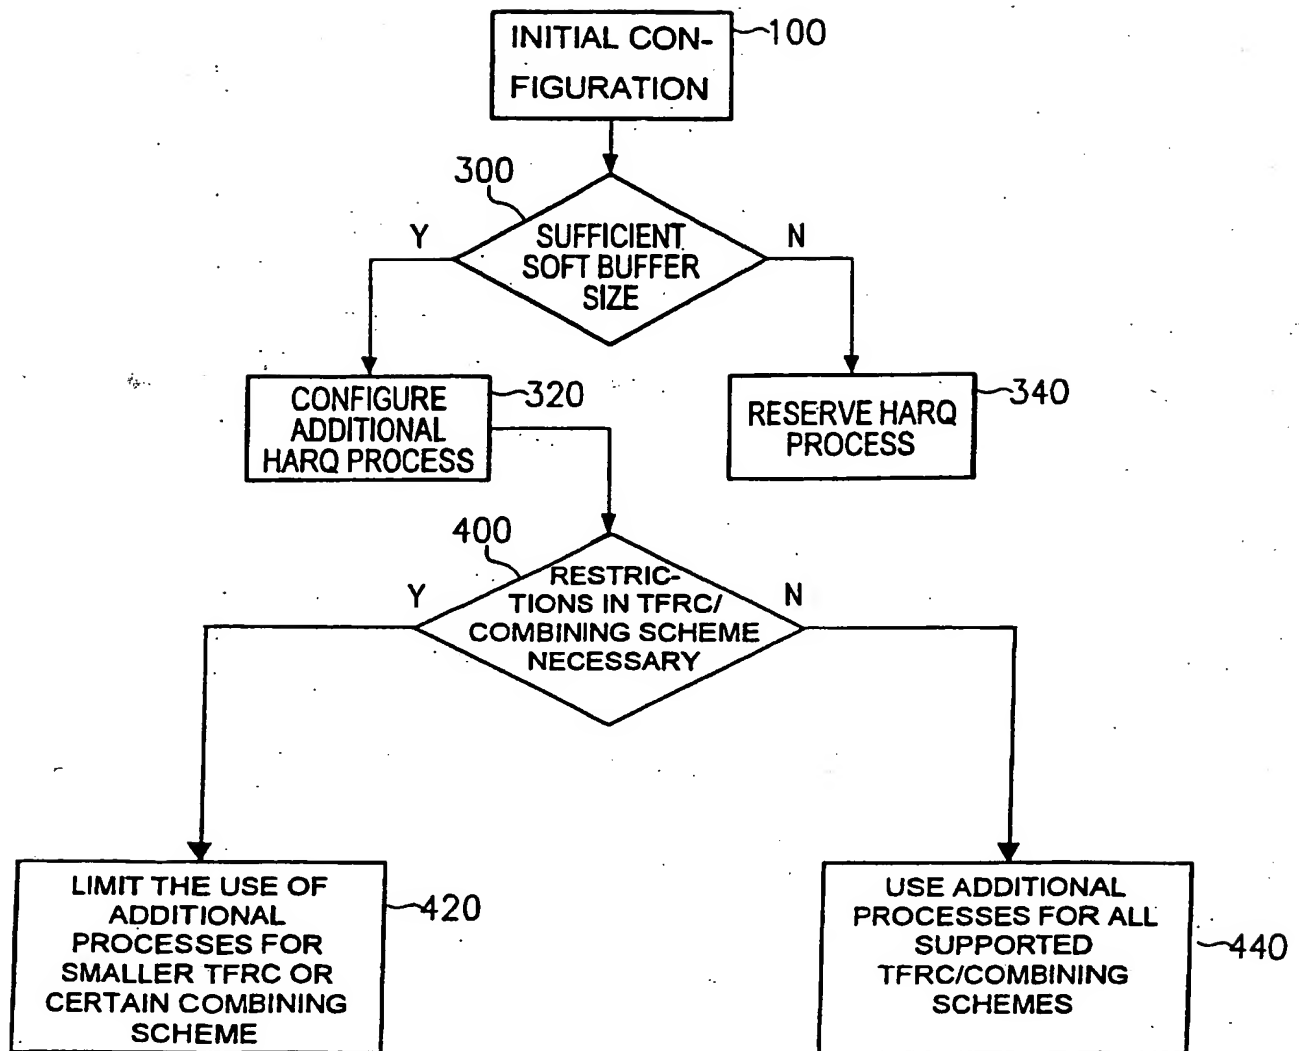 INITIAL CON-
FIGURATION
100
300
Y
SUFFICIENT
SOFT BUFFER
SIZE
N
CONFIGURE
ADDITIONAL
HARQ PROCESS
320
RESERVE HARQ
PROCESS
340
400
Y
RESTRIC-
TIONS IN TFRC/
COMBINING SCHEME
NECESSARY
N
LIMIT THE USE OF
ADDITIONAL
PROCESSES FOR
SMALLER TFRC OR
CERTAIN COMBINING
SCHEME
420
USE ADDITIONAL
PROCESSES FOR ALL
SUPPORTED
TFRC/COMBINING
SCHEMES
440